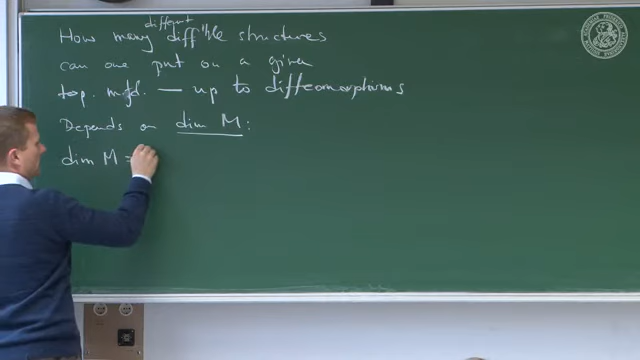 How many different diff'ble structures
can one put on a given
top. mfd. — up to diffeomorphisms
Depends on dim M:
dim M =